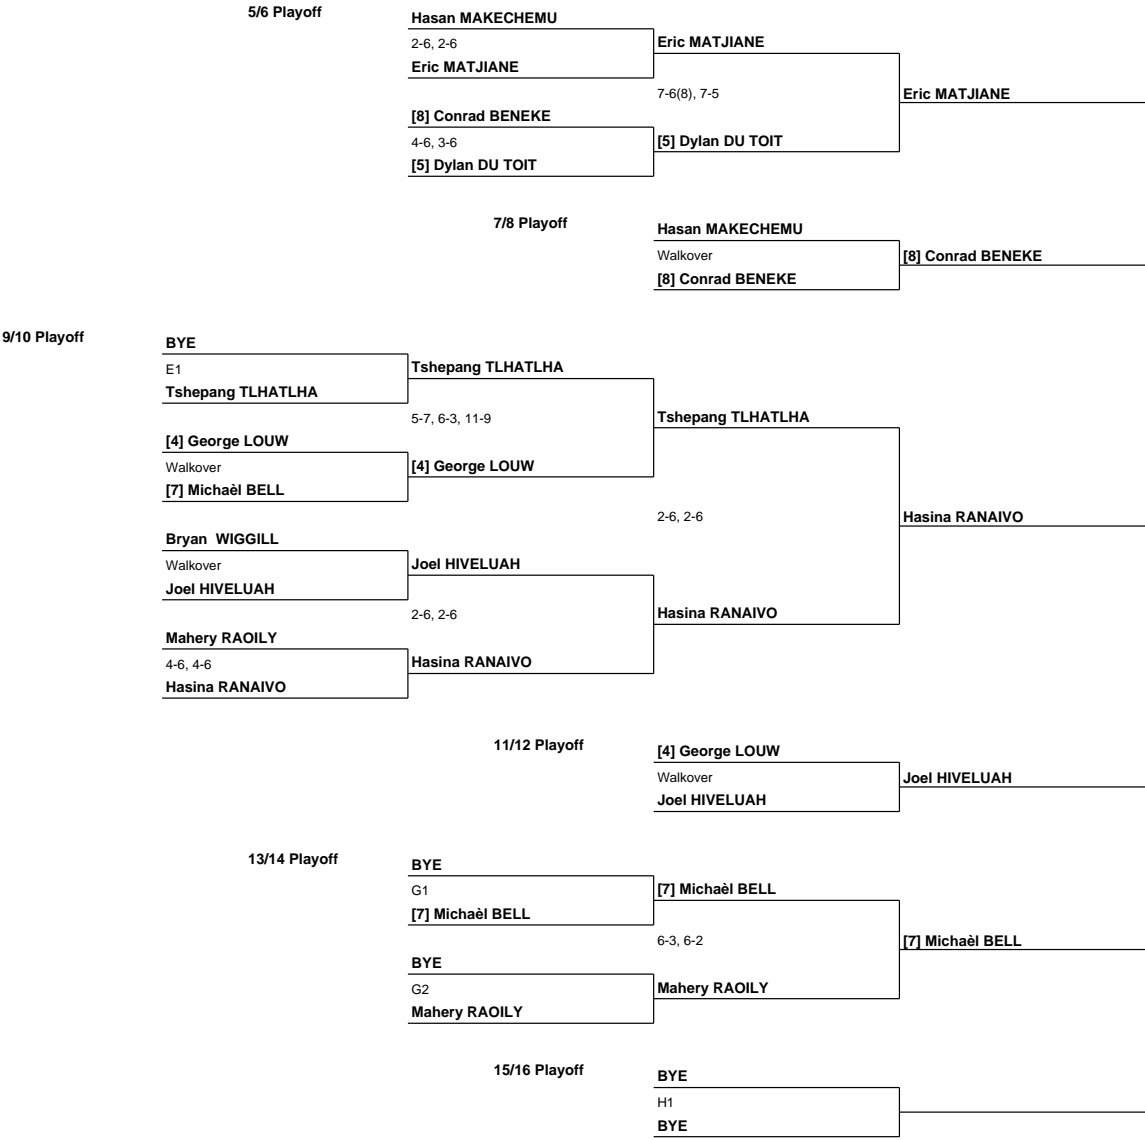 5/6 Playoff
Hasan MAKECHEMU
2-6, 2-6
Eric MATJIANE
Eric MATJIANE
7-6(8), 7-5
Eric MATJIANE
[8] Conrad BENEKE
4-6, 3-6
[5] Dylan DU TOIT
[5] Dylan DU TOIT
7/8 Playoff
Hasan MAKECHEMU
Walkover
[8] Conrad BENEKE
[8] Conrad BENEKE
9/10 Playoff
BYE
E1
Tshepang TLHATLHA
Tshepang TLHATLHA
5-7, 6-3, 11-9
Tshepang TLHATLHA
[4] George LOUW
Walkover
[4] George LOUW
[7] Michaèl BELL
2-6, 2-6
Hasina RANAIVO
Bryan  WIGGILL
Walkover
Joel HIVELUAH
Joel HIVELUAH
2-6, 2-6
Hasina RANAIVO
Mahery RAOILY
4-6, 4-6
Hasina RANAIVO
Hasina RANAIVO
11/12 Playoff
[4] George LOUW
Walkover
Joel HIVELUAH
Joel HIVELUAH
13/14 Playoff
BYE
G1
[7] Michaèl BELL
[7] Michaèl BELL
6-3, 6-2
[7] Michaèl BELL
BYE
G2
Mahery RAOILY
Mahery RAOILY
15/16 Playoff
BYE
H1
BYE